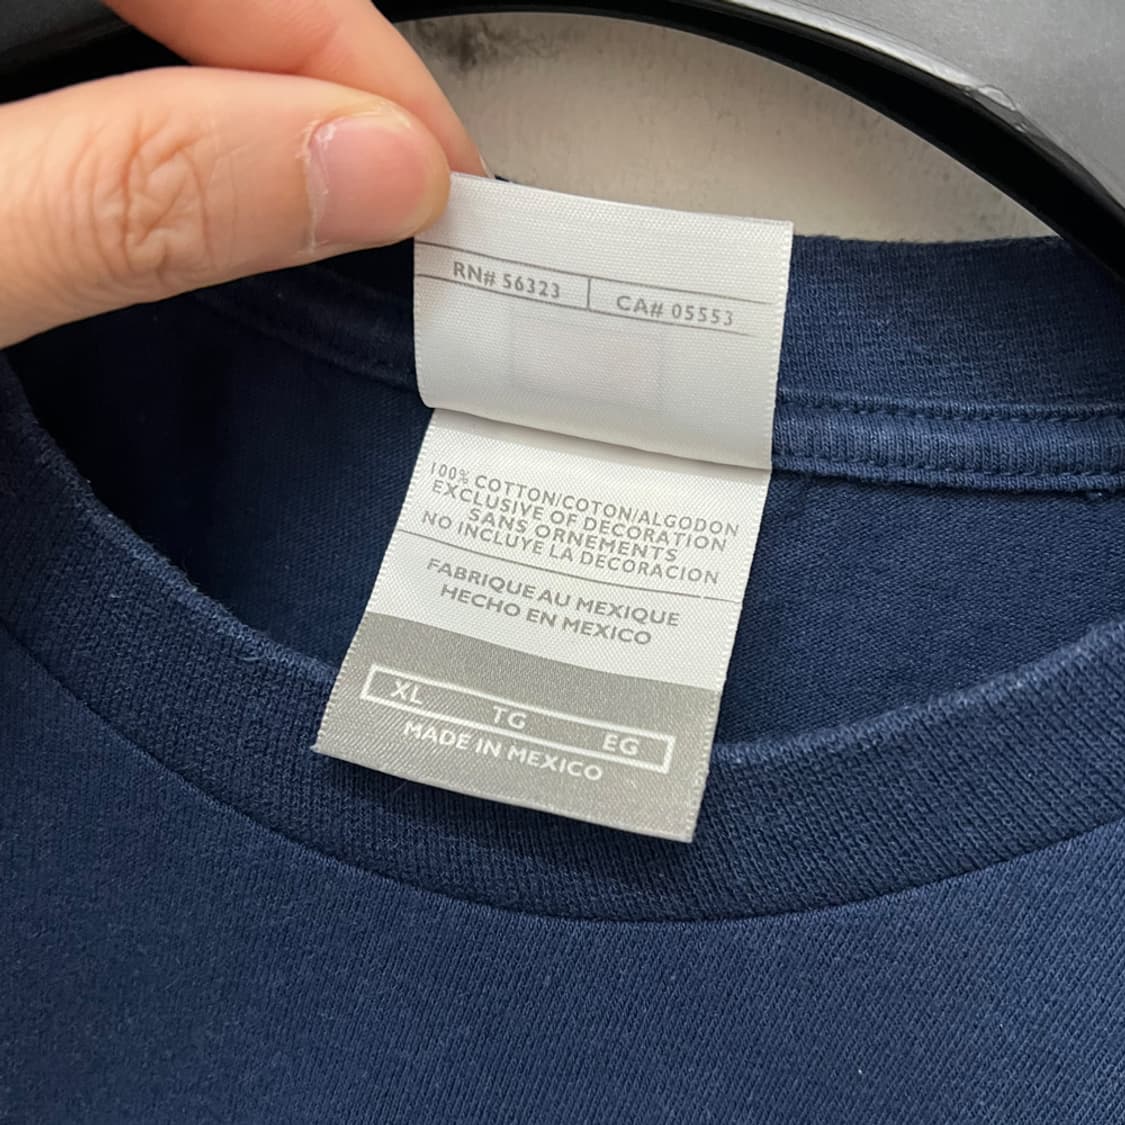 RN# 56323 CA# 05553
100% COTTON/COTON/ALGODON
EXCLUSIVE OF DECORATION
SANS ORNEMENTS
NO INCLUYE LA DECORACION
FABRIQUE AU MEXIQUE
HECHO EN MEXICO
XL TG EG
MADE IN MEXICO